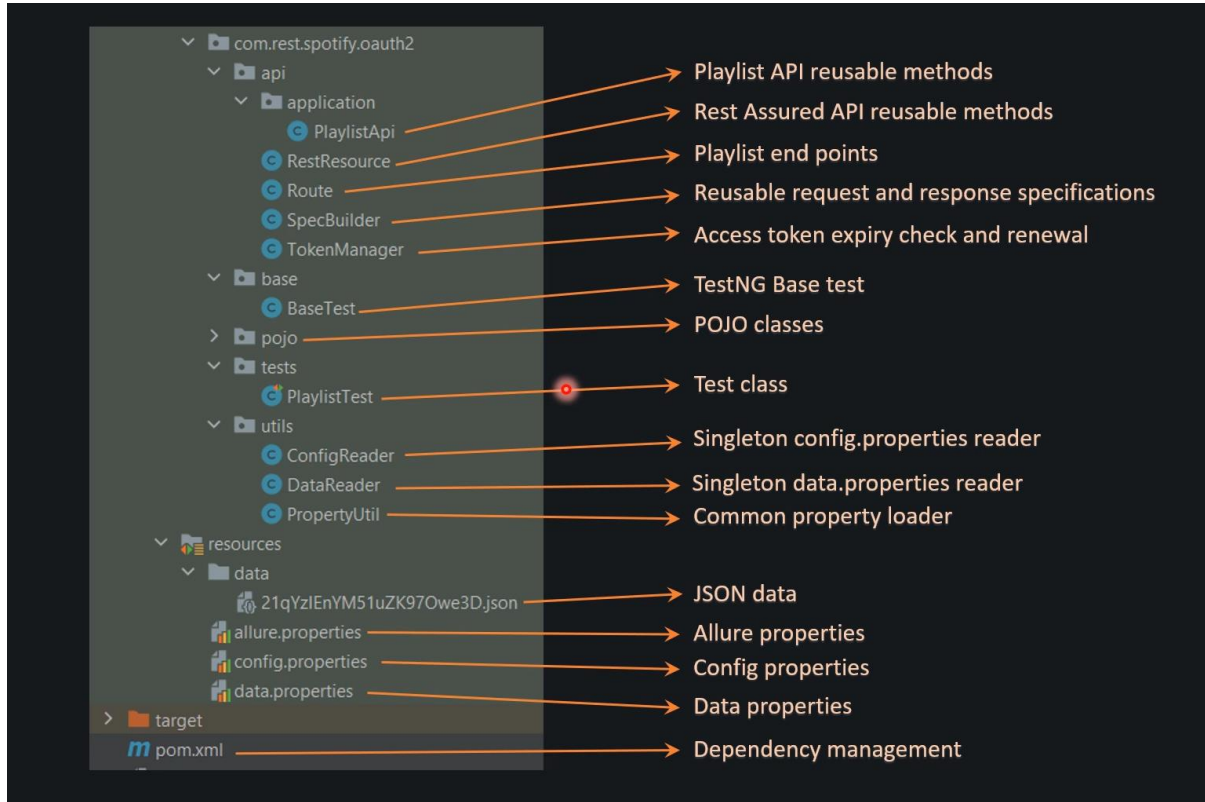 com.rest.spotify.oauth2
api
Playlist API reusable methods
application
Rest Assured API reusable methods
PlaylistApi
Playlist end points
RestResource
Route
Reusable request and response specifications
SpecBuilder
Access token expiry check and renewal
TokenManager
base
TestNG Base test
BaseTest
POJO classes
pojo
tests
Test class
PlaylistTest
utils
Singleton config.properties reader
ConfigReader
DataReader
Singleton data.properties reader
PropertyUtil
Common property loader
resources
data
21qYzIEnYM51uZK97Owe3D.json
JSON data
allure.properties
Allure properties
config.properties
Config properties
data.properties
Data properties
target
pom.xml
Dependency management